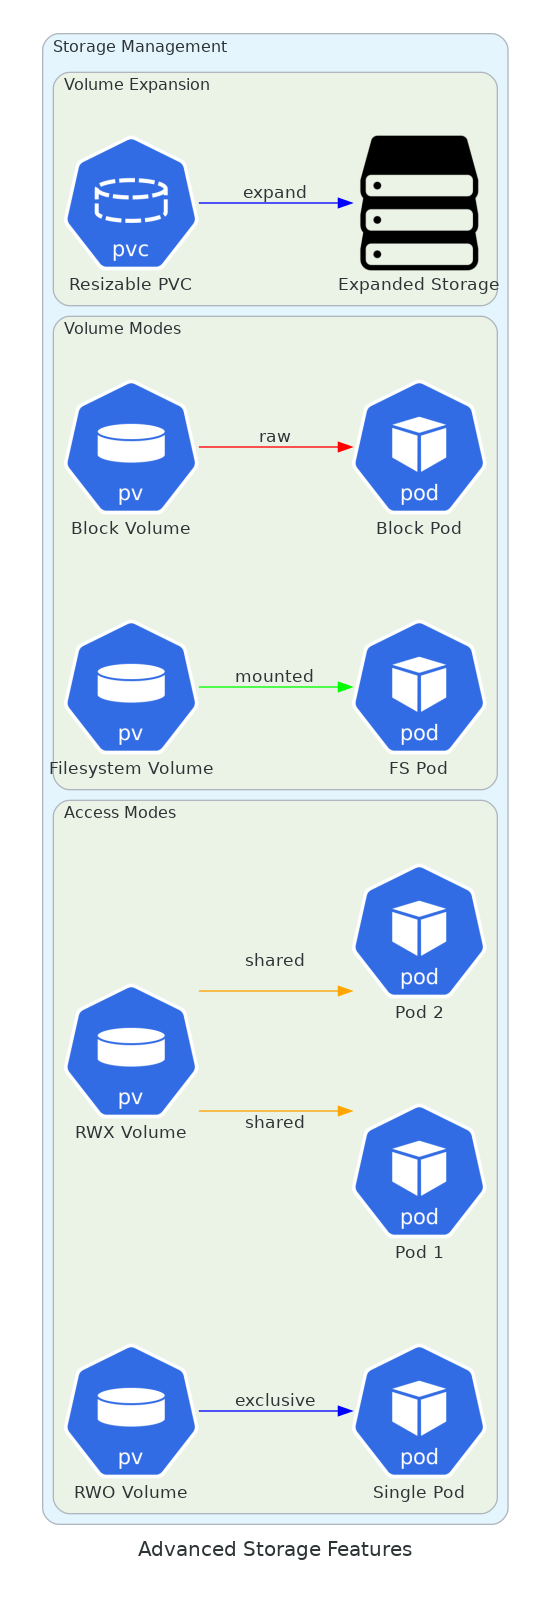 Storage Management
Volume Expansion
pvc
expand
Resizable PVC
Expanded Storage
Volume Modes
pv
raw
pod
Block Volume
Block Pod
pv
mounted
pod
Filesystem Volume
FS Pod
Access Modes
pod
Pod 2
shared
pv
RWX Volume
shared
pod
Pod 1
pv
exclusive
pod
RWO Volume
Single Pod
Advanced Storage Features